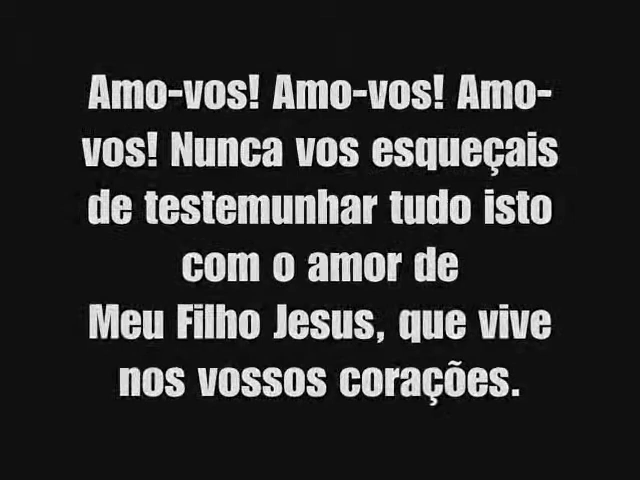 Amo-vos! Amo-vos! Amo-
vos! Nunca vos esqueçais
de testemunhar tudo isto
com o amor de
Meu Filho Jesus, que vive
nos vossos corações.